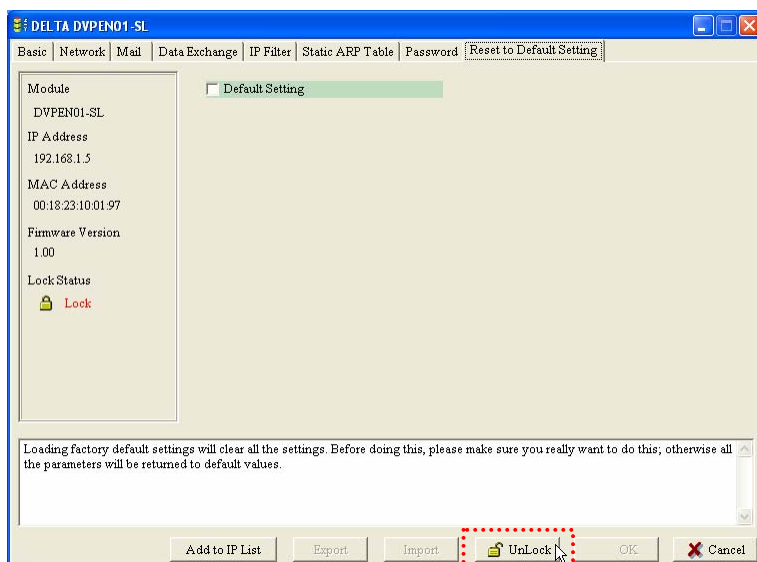 DELTA DVPEN01-SL
Basic Network Mail Data Exchange IP Filter Static ARP Table Password Reset to Default Setting
Module
DVPEN01-SL
IP Address
192.168.1.5
MAC Address
00:18:23:10:01:97
Firmware Version
1.00
Lock Status
Lock
Default Setting
Loading factory default settings will clear all the settings. Before doing this, please make sure you really want to do this; otherwise all
the parameters will be returned to default values.
Add to IP List Export Import UnLock OK Cancel